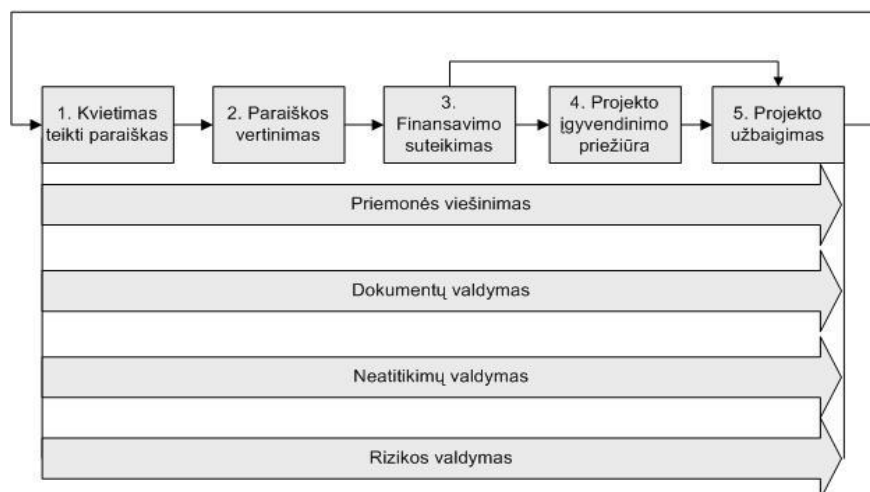 1. Kvietimas
teikti paraiškas
2. Paraiškos
vertinimas
3.
Finansavimo
suteikimas
4. Projekto
įgyvendinimo
priežiūra
5. Projekto
užbaigimas
Priemonės viešinimas
Dokumentų valdymas
Neatitikimų valdymas
Rizikos valdymas